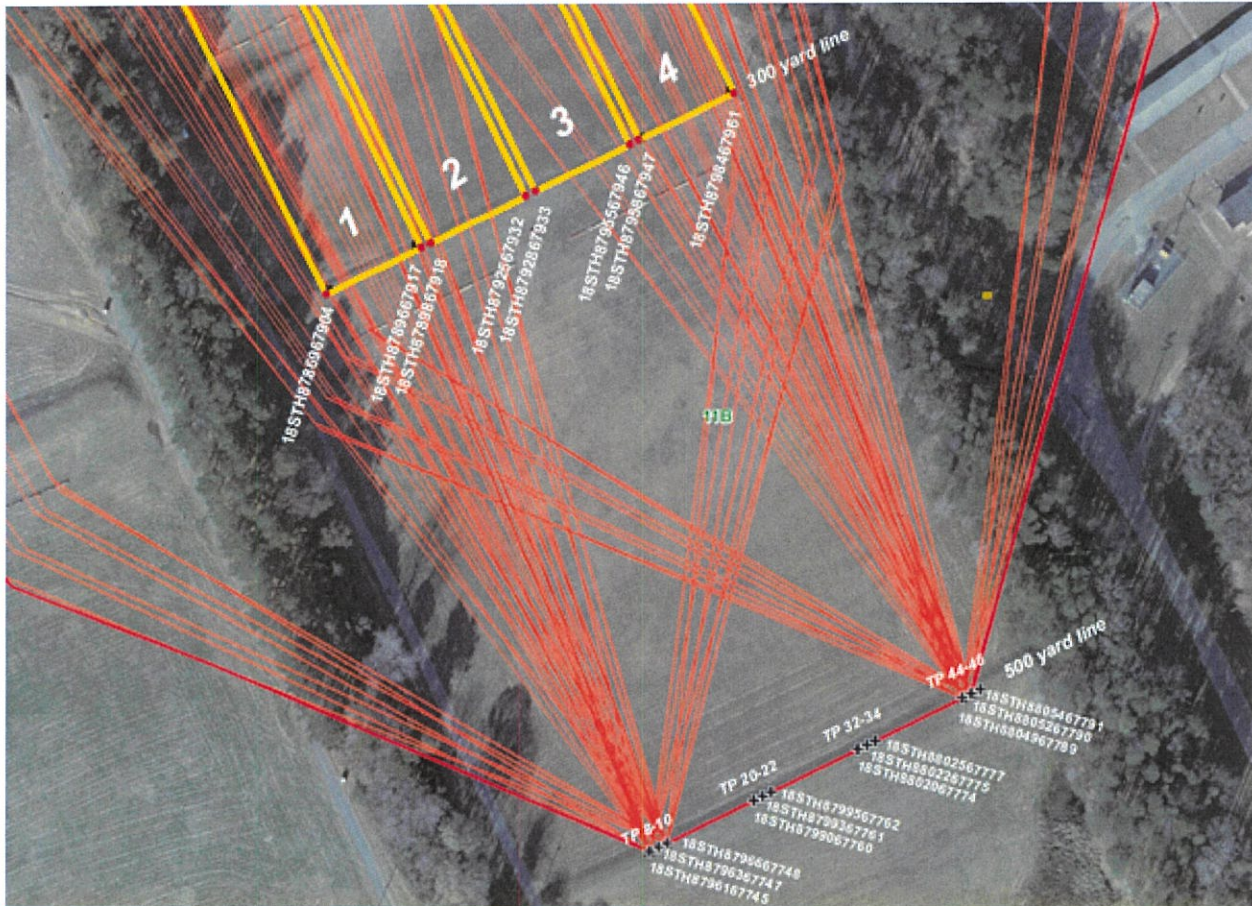 300 yard line
4
3
2
1
18STH8798467961
18STH8795567946
18STH8795867947
18STH8792567932
18STH8792867933
18STH8789667917
18STH8789867918
18STH8786967904
11B
500 yard line
TP 44-46
18STH8805467791
18STH8805267790
18STH8804967789
TP 32-34
18STH8802567777
18STH8802267775
18STH8802067774
TP 20-22
18STH8799567762
18STH8799367761
18STH8799067760
TP 8-10
18STH8796667748
18STH8796367747
18STH8796167745